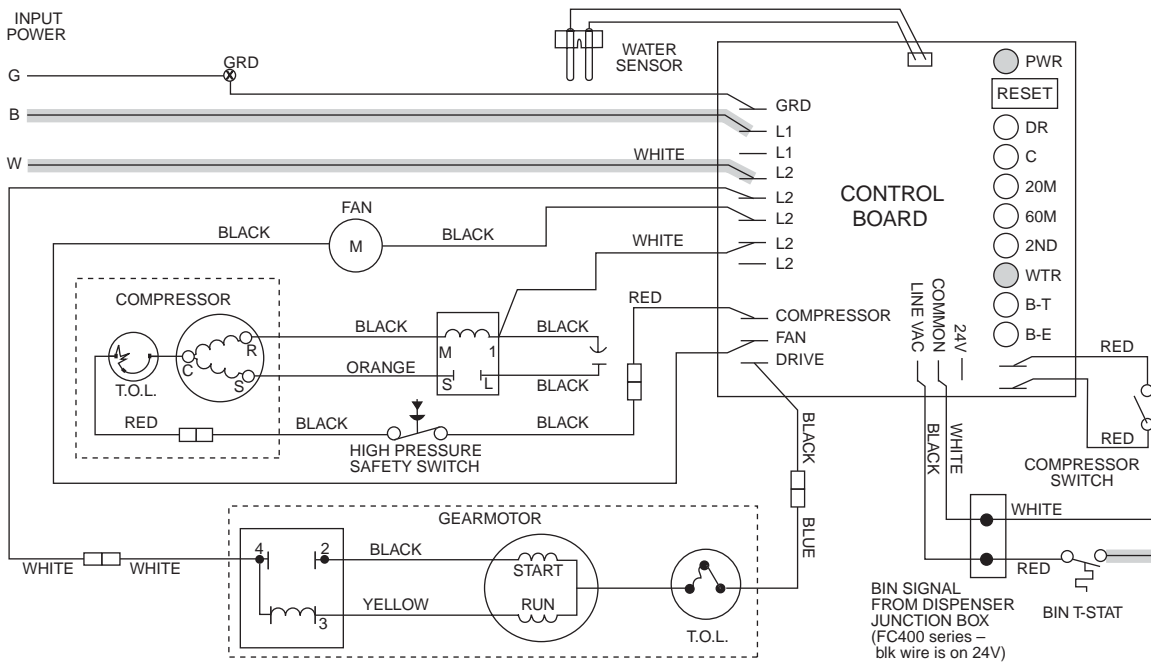 INPUT
POWER
G
GRD
B
W
WHITE
WATER
SENSOR
GRD
L1
L1
L2
L2
L2
L2
L2
COMPRESSOR
FAN
DRIVE
CONTROL
BOARD
PWR
RESET
DR
C
20M
60M
2ND
WTR
B-T
B-E
LINE VAC
COMMON
24V
FAN
BLACK
M
BLACK
WHITE
RED
COMPRESSOR
T.O.L.
C
R
S
BLACK
ORANGE
M
1
S
L
BLACK
BLACK
RED
BLACK
HIGH PRESSURE
SAFETY SWITCH
BLACK
RED
RED
COMPRESSOR
SWITCH
BLACK
BLUE
BLACK
WHITE
WHITE
RED
BIN T-STAT
BIN SIGNAL
FROM DISPENSER
JUNCTION BOX
(FC400 series –
blk wire is on 24V)
GEARMOTOR
WHITE
WHITE
4
2
3
BLACK
YELLOW
START
RUN
T.O.L.